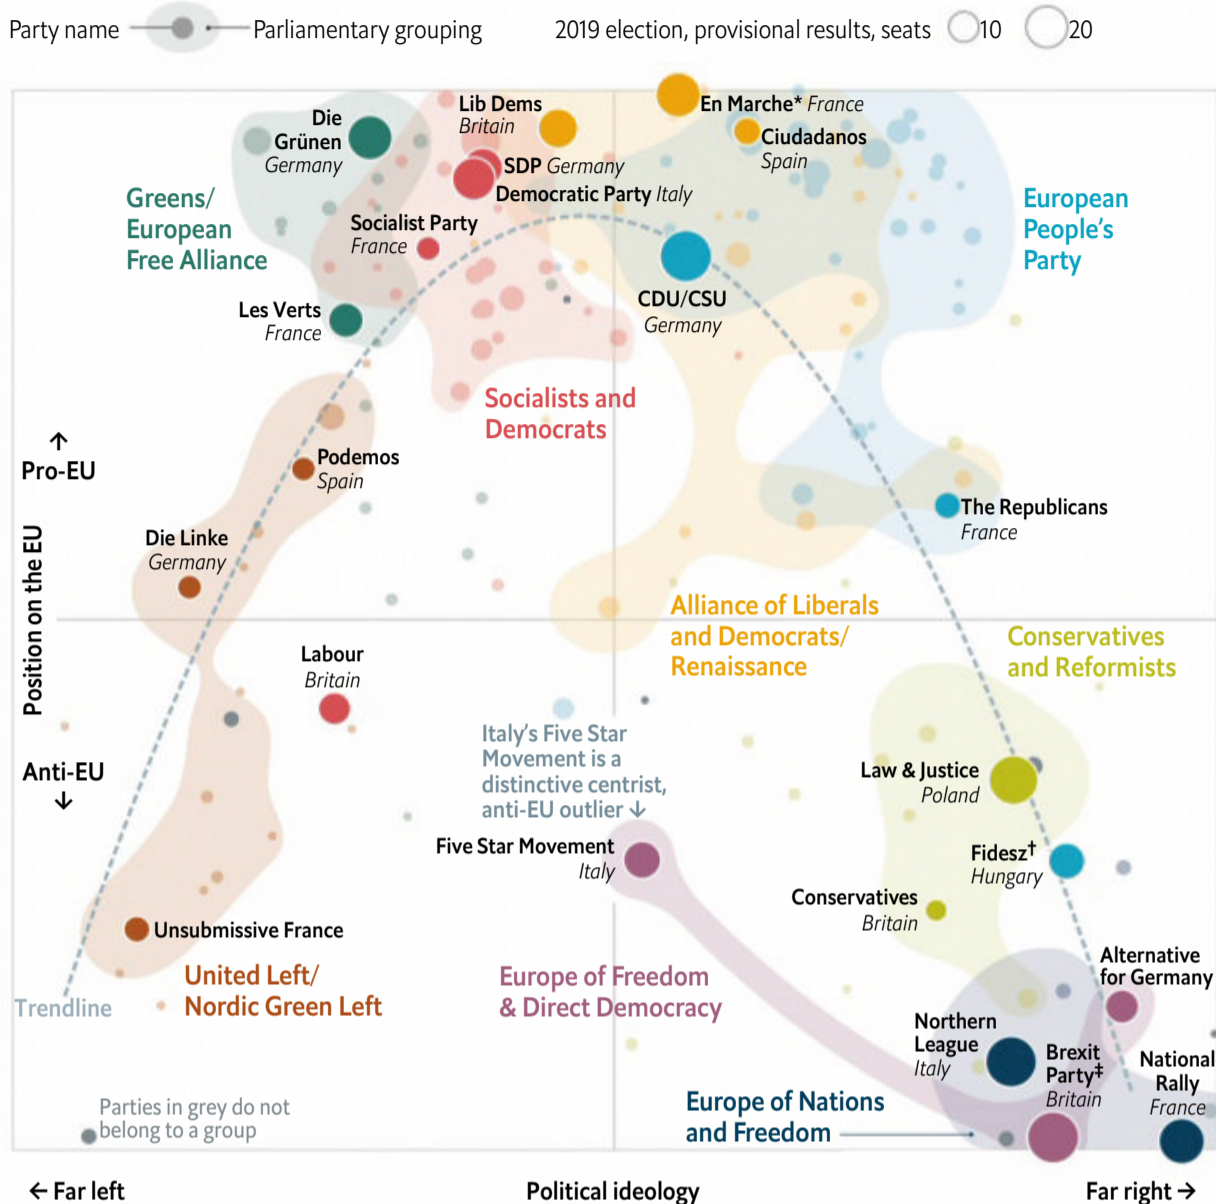 Party name
Parliamentary grouping
2019 election, provisional results, seats
10
20
Die
Grünen
Germany
Lib Dems
Britain
En Marche* France
Ciudadanos
Spain
SDP Germany
Democratic Party Italy
Greens/
European
Free Alliance
Socialist Party
France
European
People's
Party
Les Verts
France
CDU/CSU
Germany
Socialists and
Democrats
↑
Pro-EU
Podemos
Spain
The Republicans
France
Die Linke
Germany
Position on the EU
Alliance of Liberals
and Democrats/
Renaissance
Conservatives
and Reformists
Labour
Britain
Anti-EU
↓
Italy's Five Star
Movement is a
distinctive centrist,
anti-EU outlier ↓
Law & Justice
Poland
Five Star Movement
Italy
Fidesz†
Hungary
Conservatives
Britain
Unsubmissive France
United Left/
Nordic Green Left
Europe of Freedom
& Direct Democracy
Alternative
for Germany
Trendline
Northern
League
Italy
Brexit
Party‡
Britain
National
Rally
France
Parties in grey do not
belong to a group
Europe of Nations
and Freedom
← Far left
Political ideology
Far right →